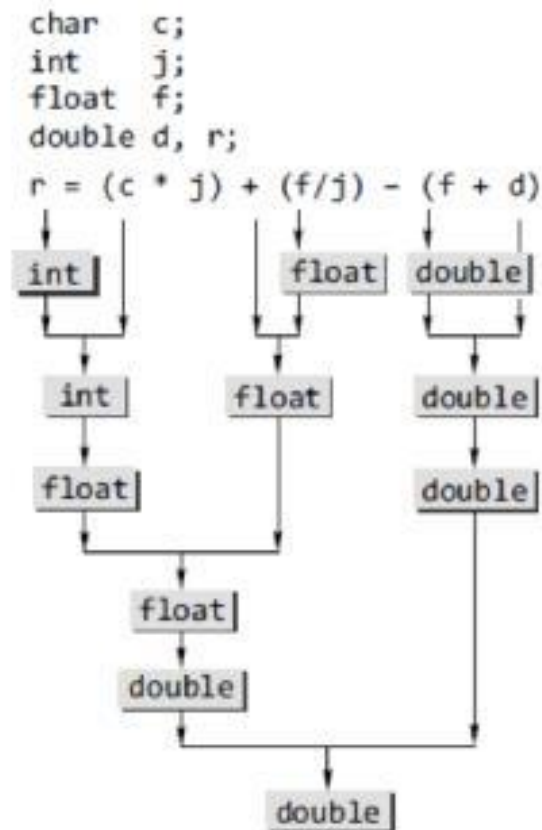 char c;
int j;
float f;
double d, r;
r = (c * j) + (f/j) - (f + d)
int
float
double
int
float
double
float
double
float
double
double